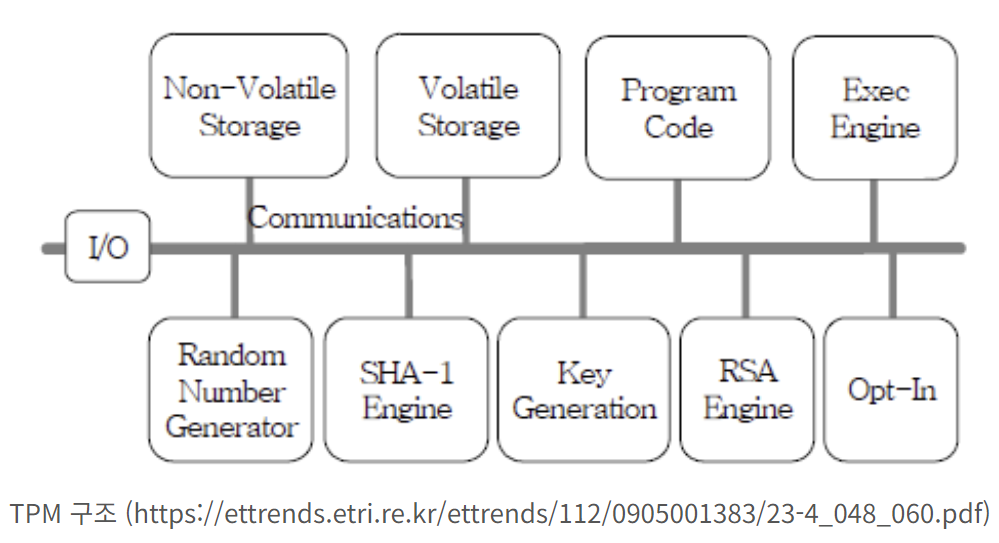 Non-Volatile
Storage
Volatile
Storage
Program
Code
Exec
Engine
Communications
I/O
Random
Number
Generator
SHA-1
Engine
Key
Generation
RSA
Engine
Opt-In
TPM 구조 (https://ettrends.etri.re.kr/ettrends/112/0905001383/23-4_048_060.pdf)